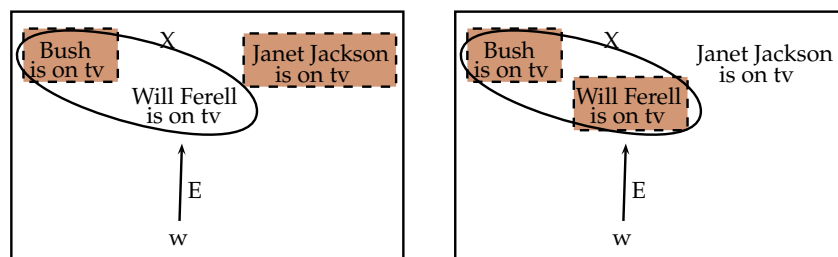 X
Bush
is on tv
Janet Jackson
is on tv
Will Ferell
is on tv
E
w
X
Bush
is on tv
Janet Jackson
is on tv
Will Ferell
is on tv
E
w